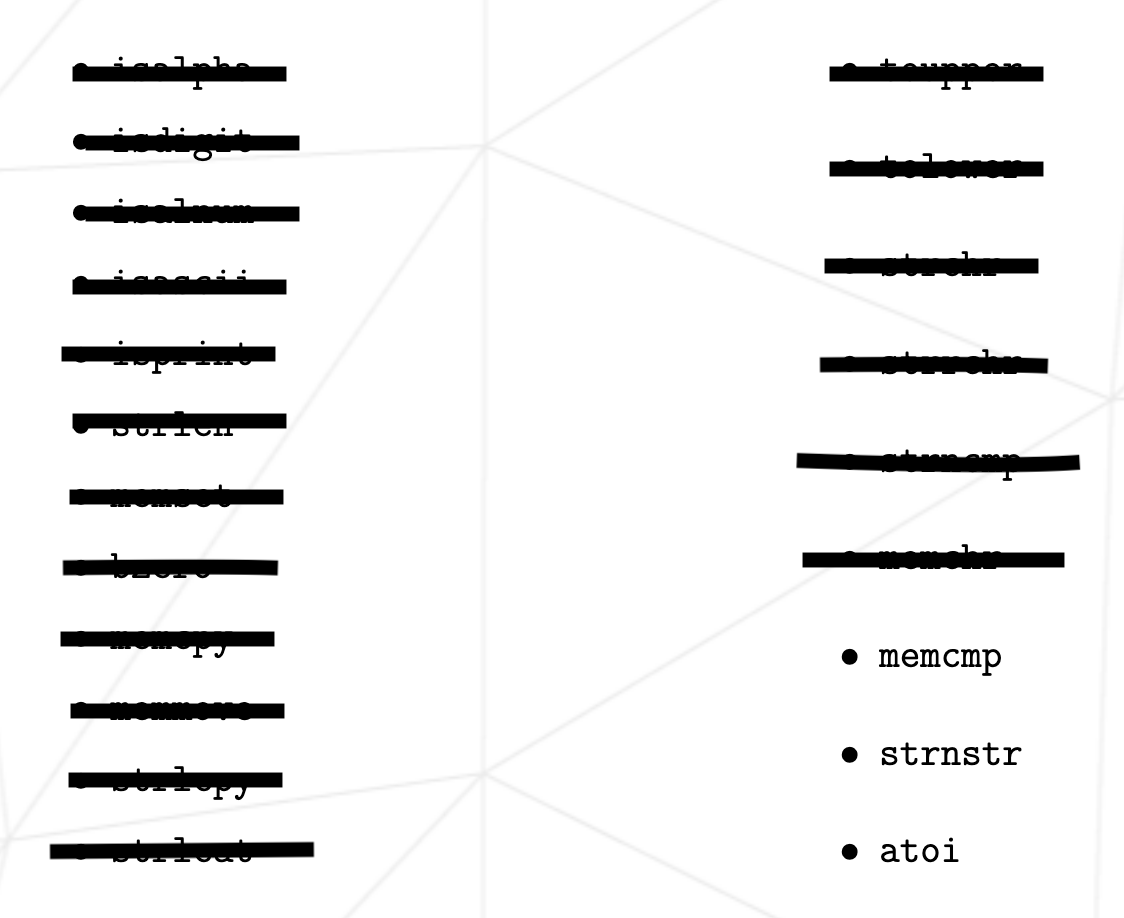 • isalpha
• isdigit
• isalnum
• isascii
• isprint
• strlen
• memset
• bzero
• memcpy
• memmove
• strlcpy
• strlcat
• toupper
• tolower
• strchr
• strrchr
• strncmp
• memchr
• memcmp
• strnstr
• atoi